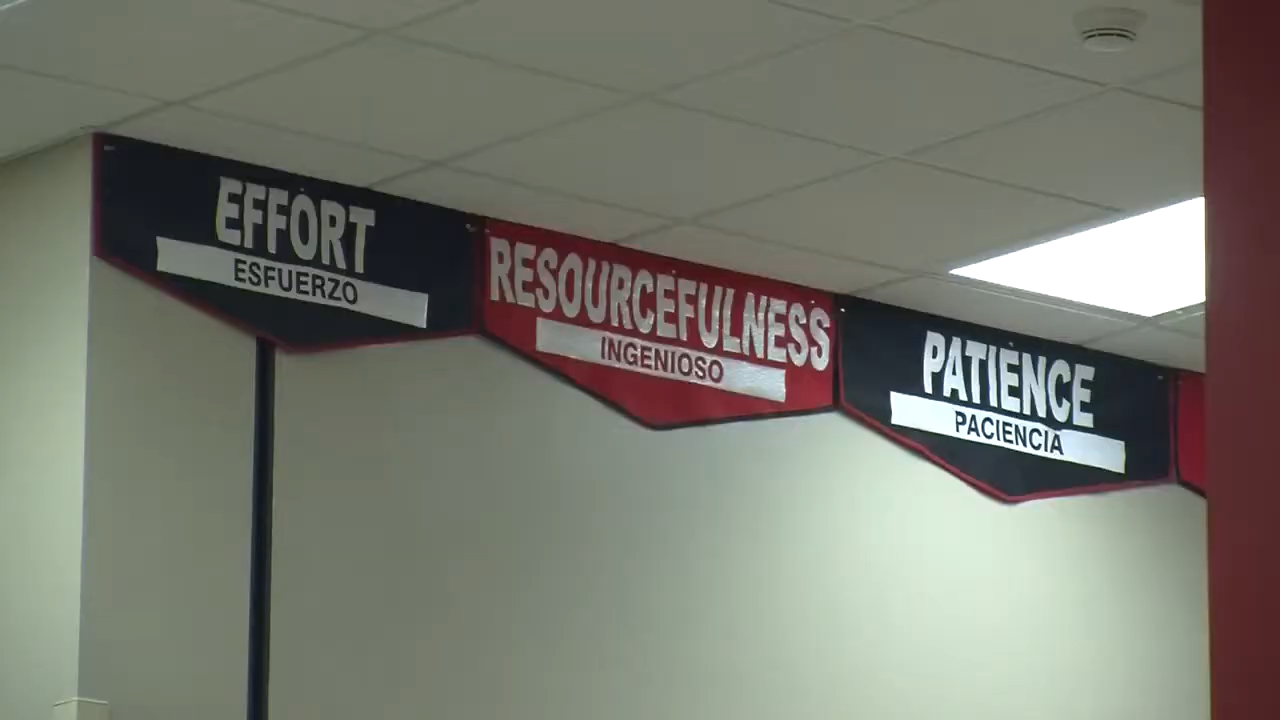 EFFORT
ESFUERZO
RESOURCEFULNESS
INGENIOSO
PATIENCE
PACIENCIA